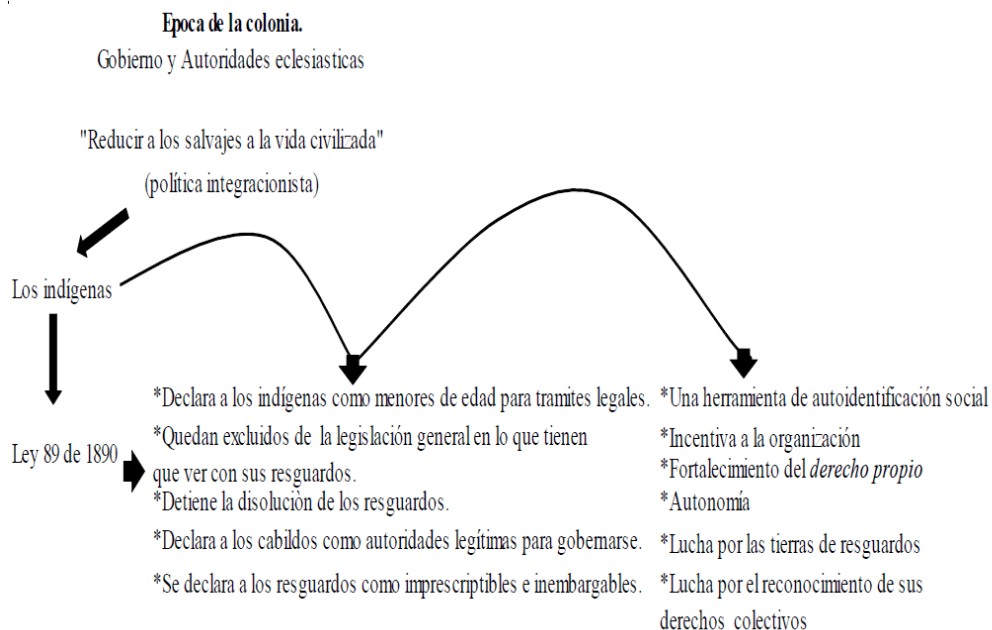 Epoca de la colonia.
Gobierno y Autoridades eclesiasticas
"Reducir a los salvajes a la vida civilizada"
(política integracionista)
Los indígenas
Ley 89 de 1890
*Declara a los indígenas como menores de edad para tramites legales.
*Quedan excluidos de la legislación general en lo que tienen
que ver con sus resguardos.
*Detiene la disolución de los resguardos.
*Declara a los cabildos como autoridades legítimas para gobernarse.
*Se declara a los resguardos como imprescriptibles e inembargables.
*Una herramienta de autoidentificación social
*Incentiva a la organización
*Fortalecimiento del derecho propio
*Autonomía
*Lucha por las tierras de resguardos
*Lucha por el reconocimiento de sus
derechos colectivos